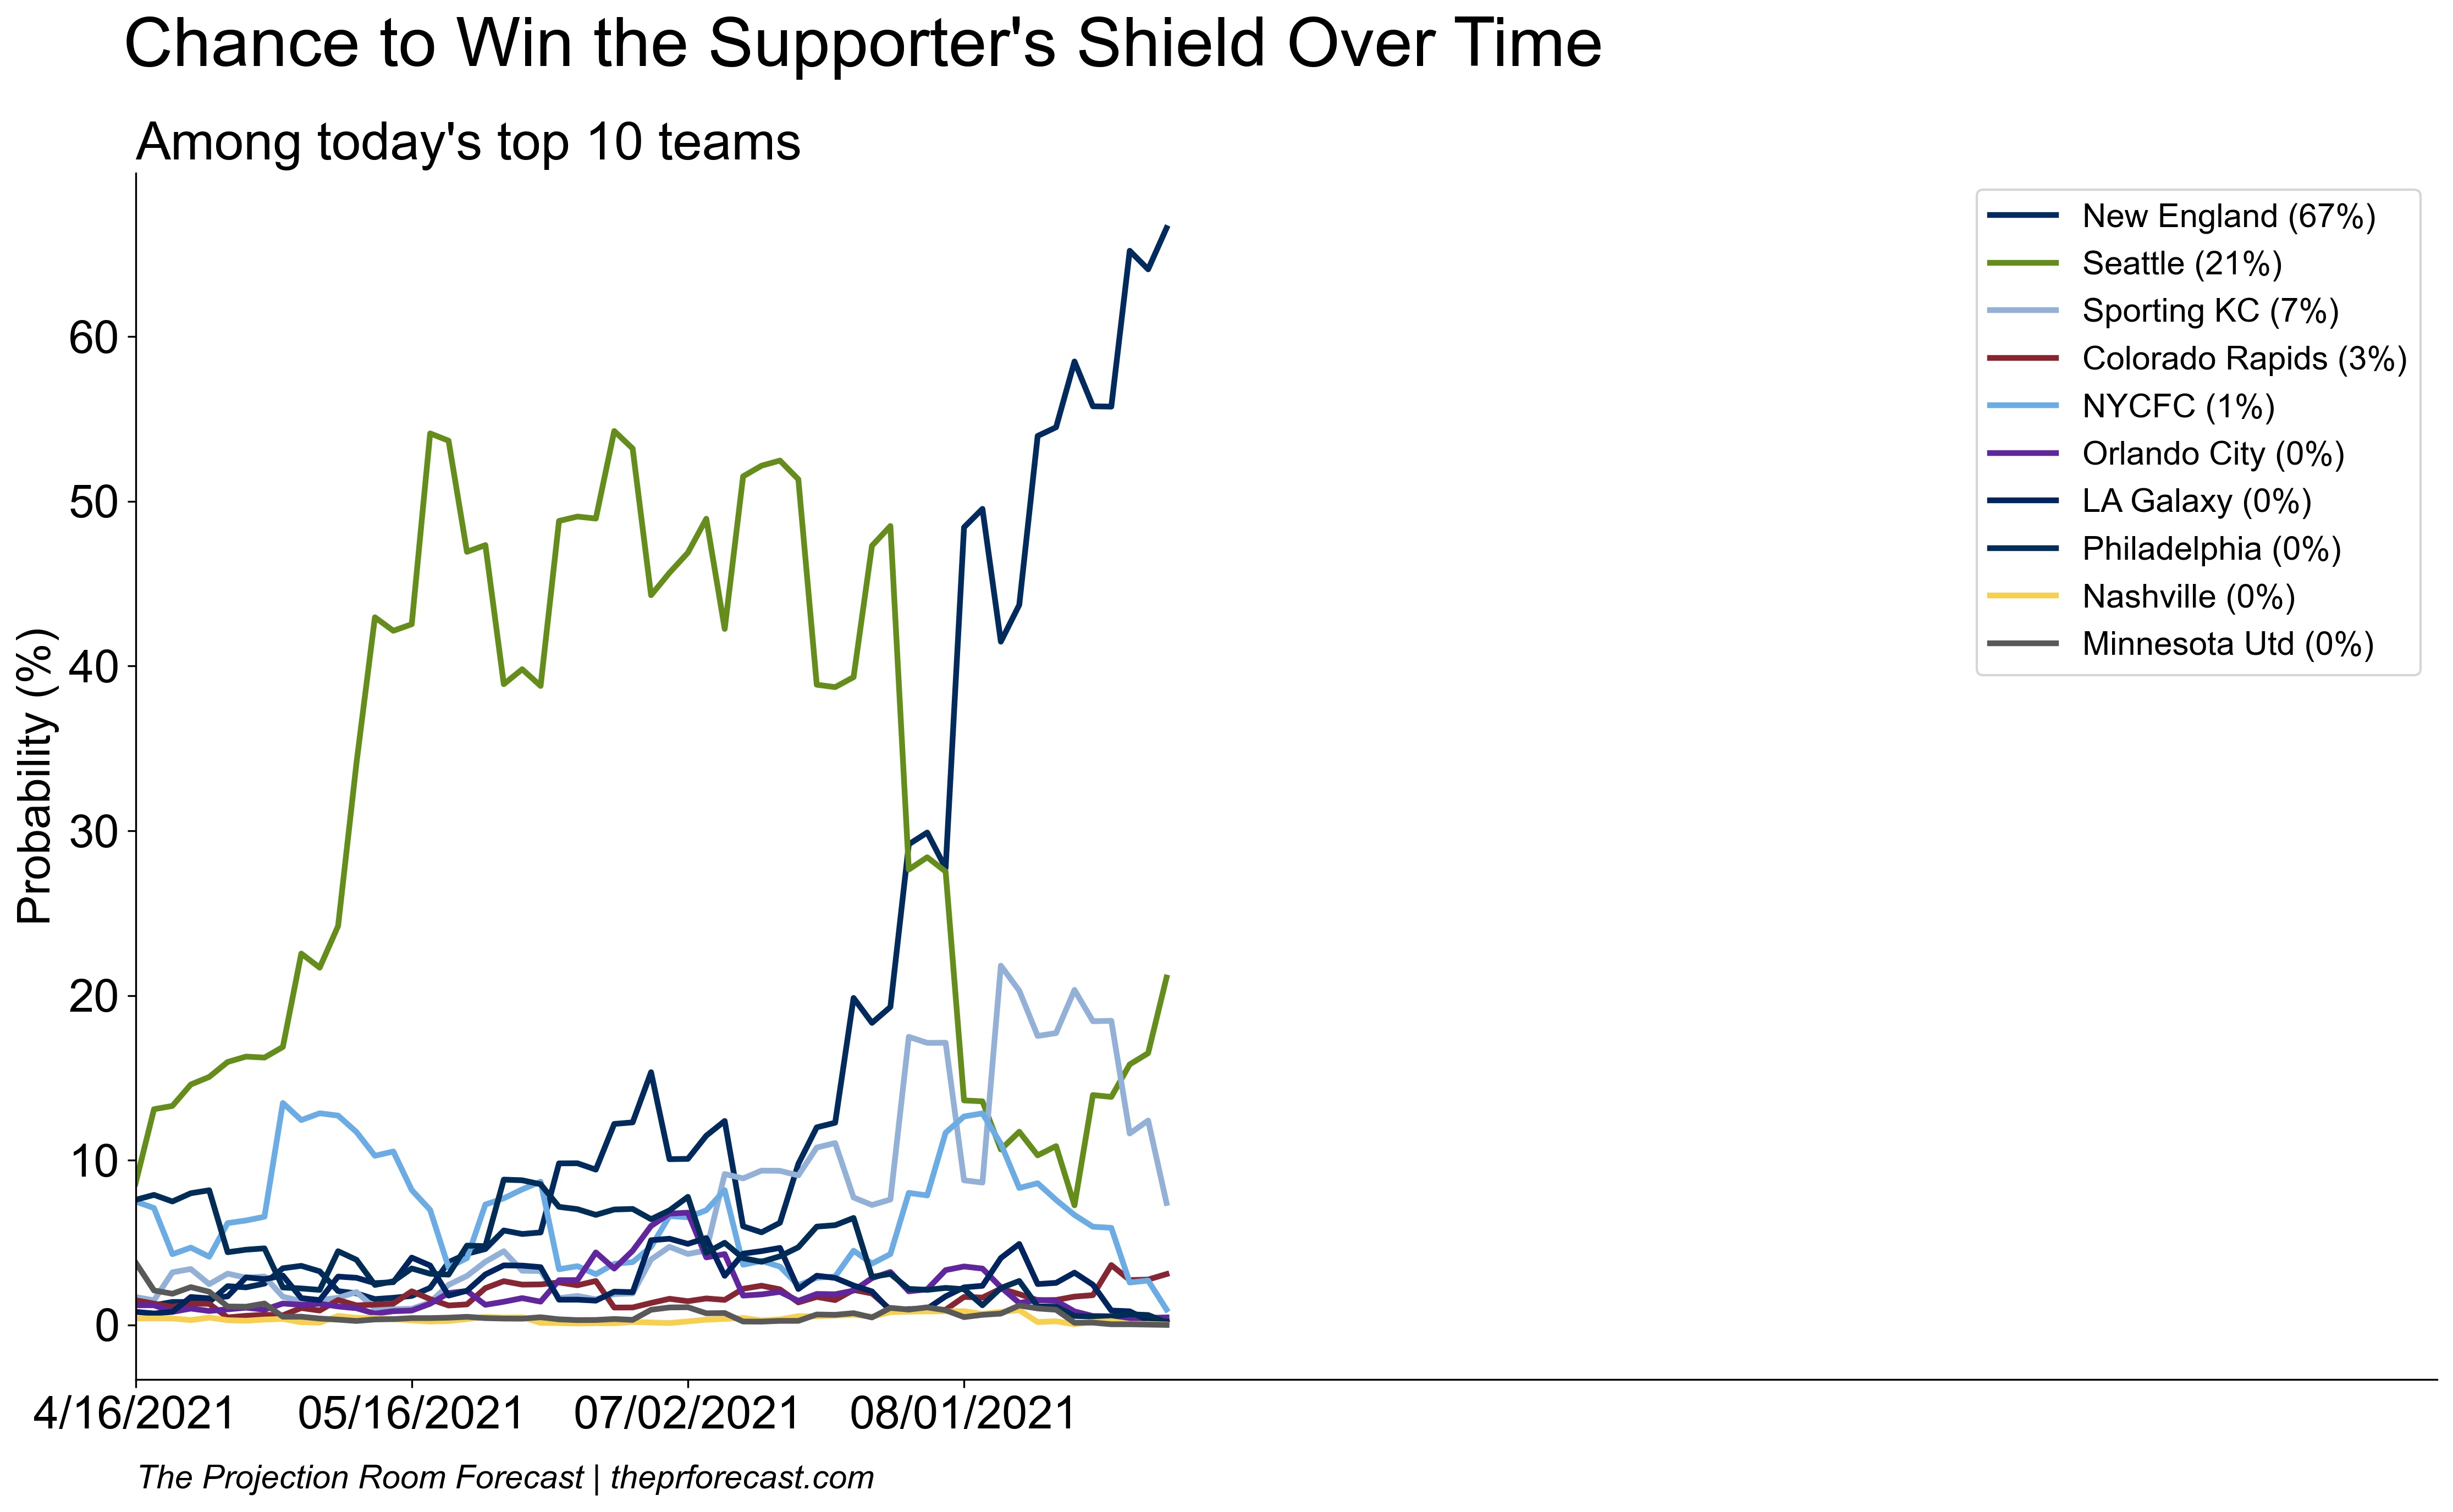 Chance to Win the Supporter's Shield Over Time
Among today's top 10 teams
New England (67%)
Seattle (21%)
Sporting KC (7%)
Colorado Rapids (3%)
NYCFC (1%)
Orlando City (0%)
LA Galaxy (0%)
Philadelphia (0%)
Nashville (0%)
Minnesota Utd (0%)
Probability (%)
60
50
40
30
20
10
0
4/16/2021 05/16/2021 07/02/2021 08/01/2021
The Projection Room Forecast | theprforecast.com